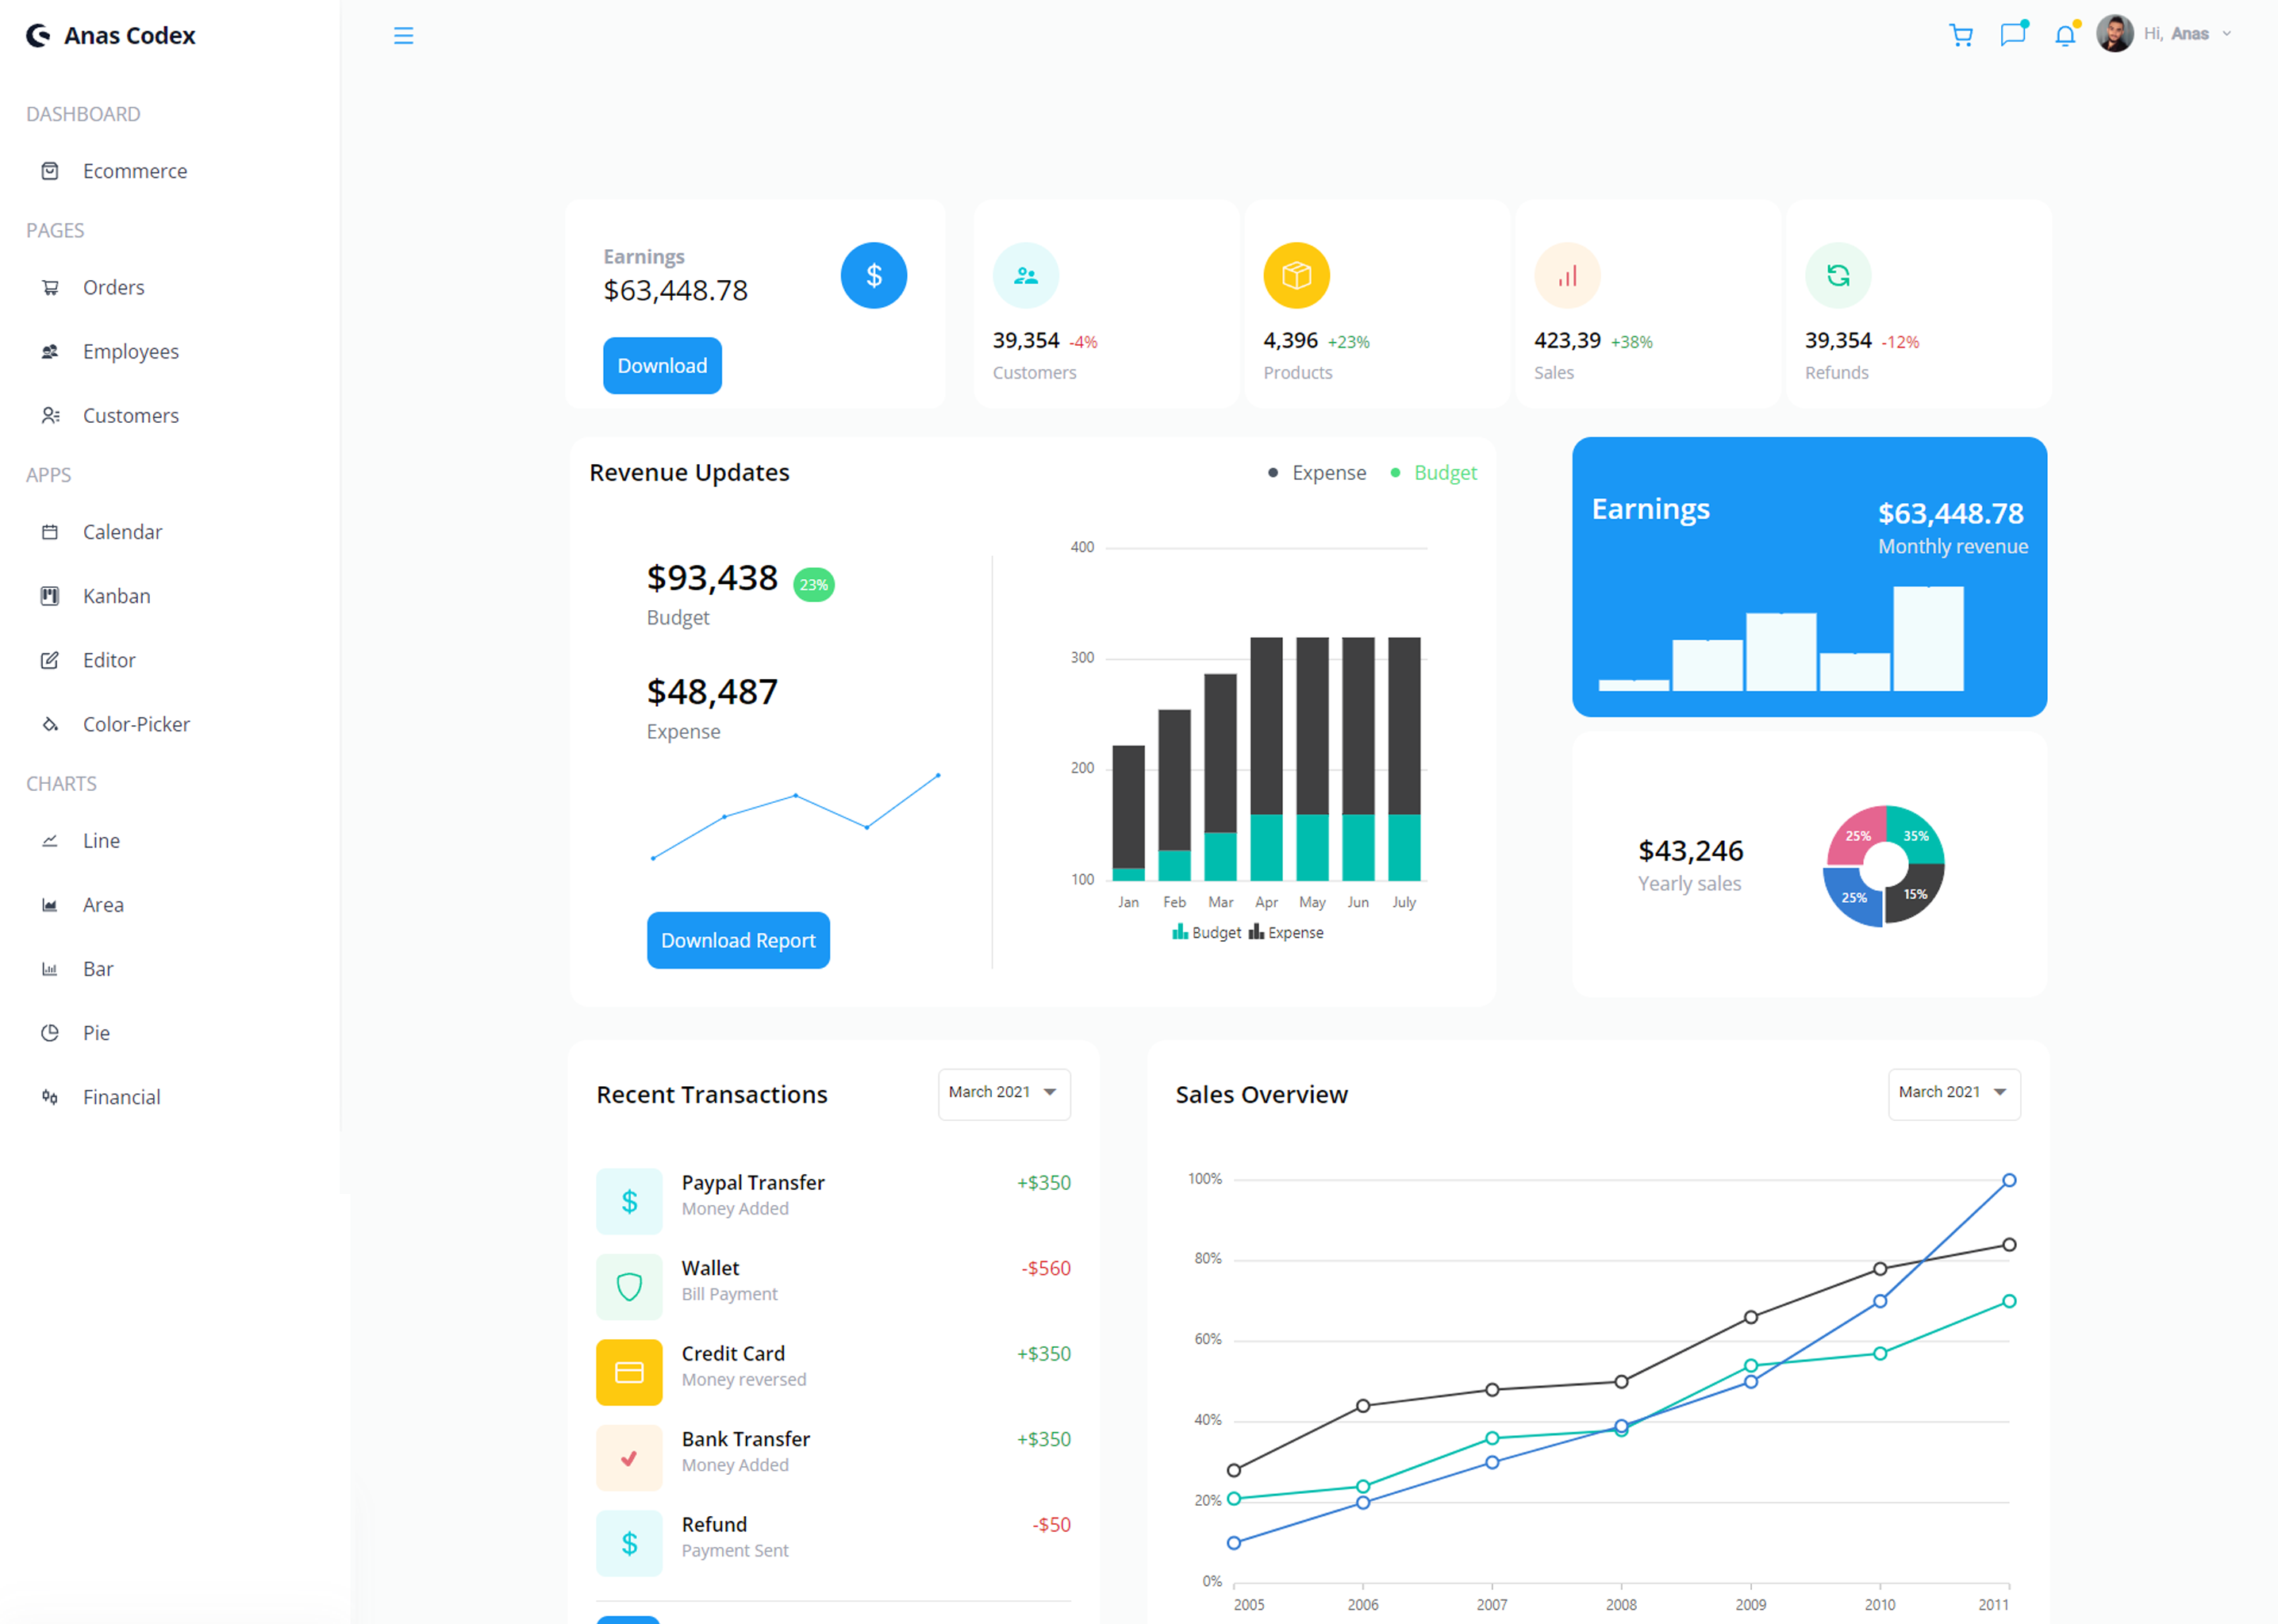 Anas Codex
Hi, Anas
DASHBOARD
Ecommerce
PAGES
Orders
Employees
Customers
APPS
Calendar
Kanban
Editor
Color-Picker
CHARTS
Line
Area
Bar
Pie
Financial
Earnings
$63,448.78
Download
39,354 -4%
Customers
4,396 +23%
Products
423,39 +38%
Sales
39,354 -12%
Refunds
Revenue Updates
Expense
Budget
$93,438 23%
Budget
$48,487
Expense
Download Report
400
300
200
100
Jan Feb Mar Apr May Jun July
Budget Expense
Earnings
$63,448.78
Monthly revenue
$43,246
Yearly sales
25% 35%
25% 15%
Recent Transactions
March 2021
Paypal Transfer +$350
Money Added
Wallet -$560
Bill Payment
Credit Card +$350
Money reversed
Bank Transfer +$350
Money Added
Refund -$50
Payment Sent
Sales Overview
March 2021
100%
80%
60%
40%
20%
0%
2005 2006 2007 2008 2009 2010 2011